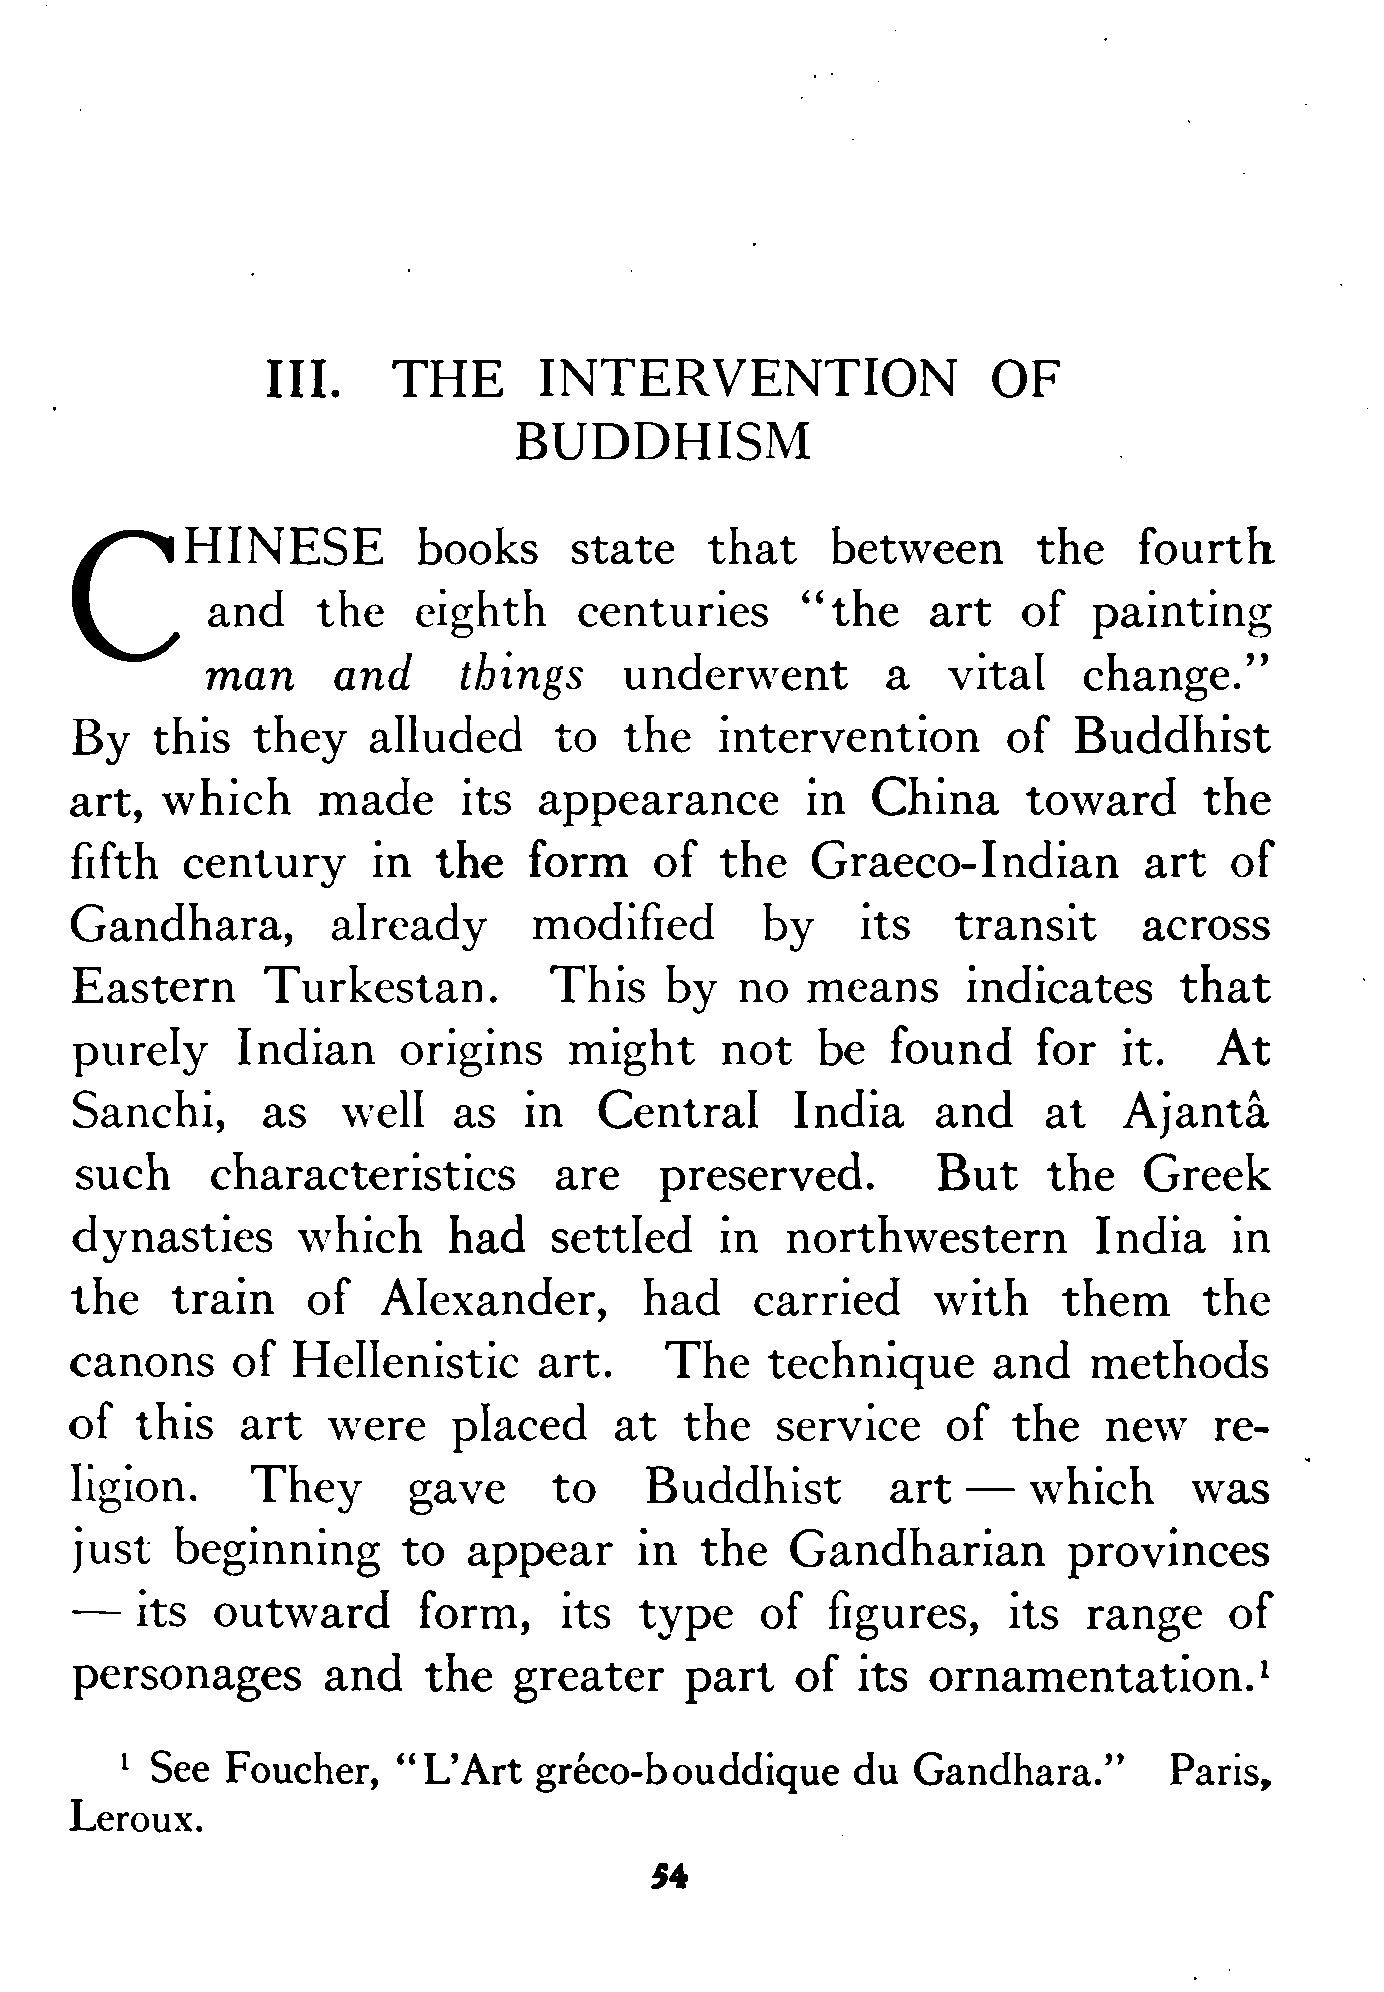 III. THE INTERVENTION OF
BUDDHISM
CHINESE books state that between the fourth
and the eighth centuries “the art of painting
man and things underwent a vital change.”
By this they alluded to the intervention of Buddhist
art, which made its appearance in China toward the
fifth century in the form of the Graeco-Indian art of
Gandhara, already modified by its transit across
Eastern Turkestan. This by no means indicates that
purely Indian origins might not be found for it. At
Sanchi, as well as in Central India and at Ajantâ
such characteristics are preserved. But the Greek
dynasties which had settled in northwestern India in
the train of Alexander, had carried with them the
canons of Hellenistic art. The technique and methods
of this art were placed at the service of the new re-
ligion. They gave to Buddhist art — which was
just beginning to appear in the Gandharian provinces
— its outward form, its type of figures, its range of
personages and the greater part of its ornamentation.¹
¹ See Foucher, “L’Art gréco-bouddique du Gandhara.” Paris,
Leroux.
54